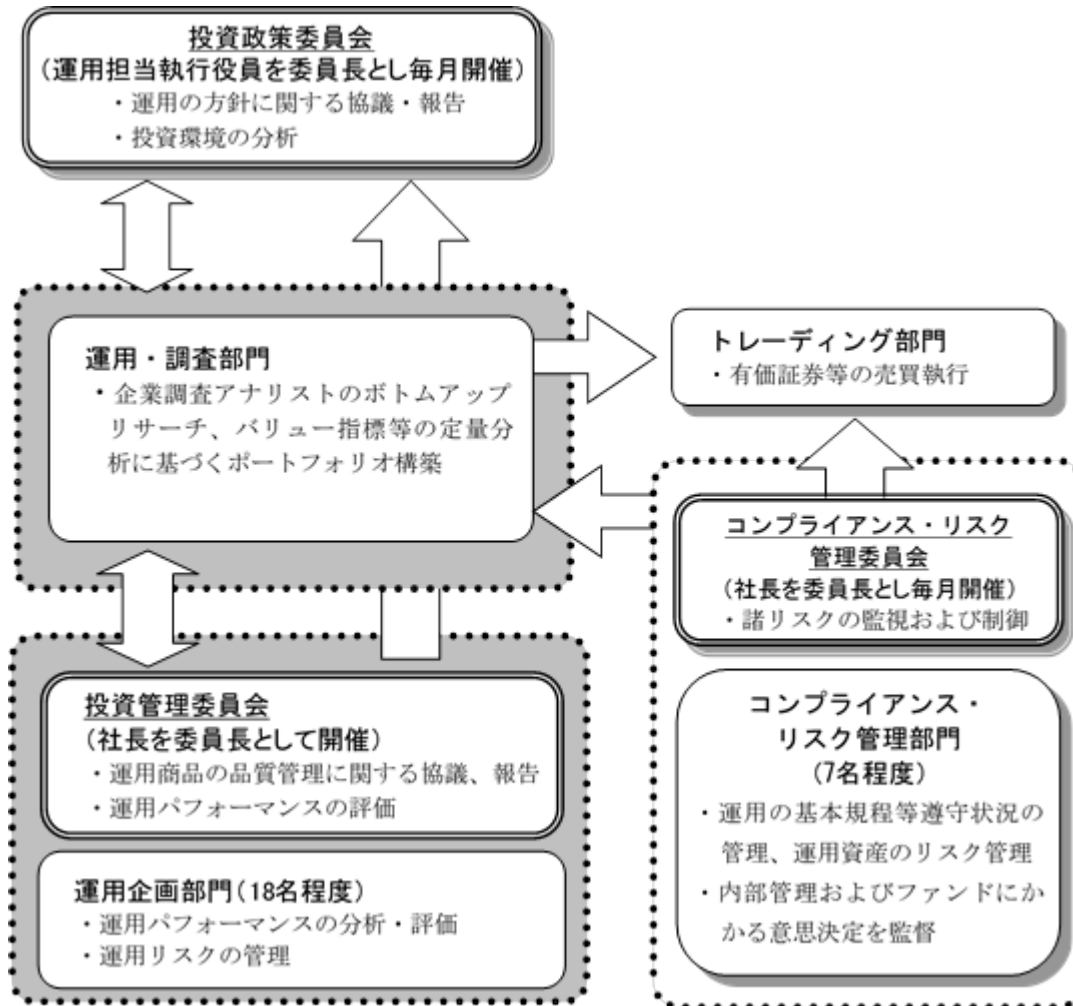 投資政策委員会
(運用担当執行役員を委員長とし毎月開催)
・運用の方針に関する協議・報告
・投資環境の分析
運用・調査部門
・企業調査アナリストのボトムアップ
リサーチ、バリュー指標等の定量分
析に基づくポートフォリオ構築
トレーディング部門
・有価証券等の売買執行
コンプライアンス・リスク
管理委員会
(社長を委員長とし毎月開催)
・諸リスクの監視および制御
コンプライアンス・
リスク管理部門
(7名程度)
・運用の基本規程等遵守状況の
管理、運用資産のリスク管理
・内部管理およびファンドにか
かる意思決定を監督
投資管理委員会
(社長を委員長として開催)
・運用商品の品質管理に関する協議、報告
・運用パフォーマンスの評価
運用企画部門(18名程度)
・運用パフォーマンスの分析・評価
・運用リスクの管理